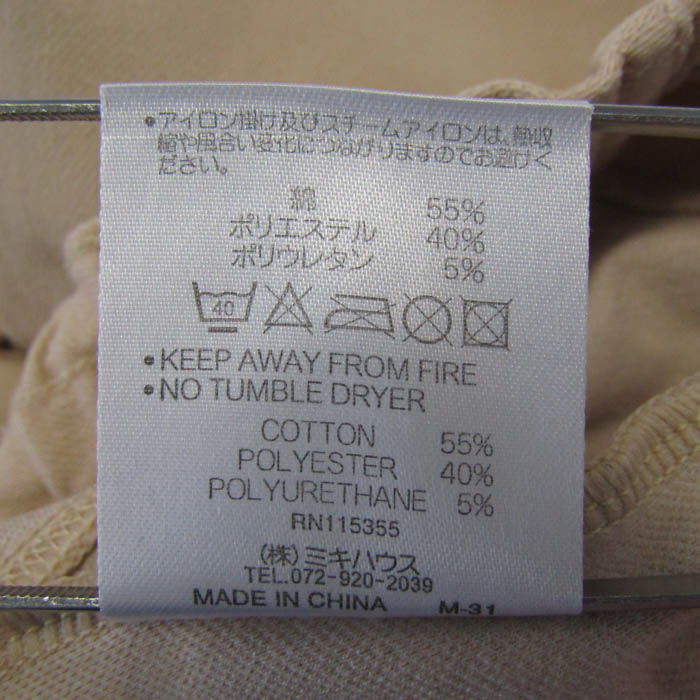 •アイロン掛け及びスチームアイロンは、熱収
縮や風合い変化につながりますのでお避けく
ださい。
綿 55%
ポリエステル 40%
ポリウレタン 5%
40
•KEEP AWAY FROM FIRE
•NO TUMBLE DRYER
COTTON 55%
POLYESTER 40%
POLYURETHANE 5%
RN115355
(株)ミキハウス
TEL.072-920-2039
MADE IN CHINA M-31